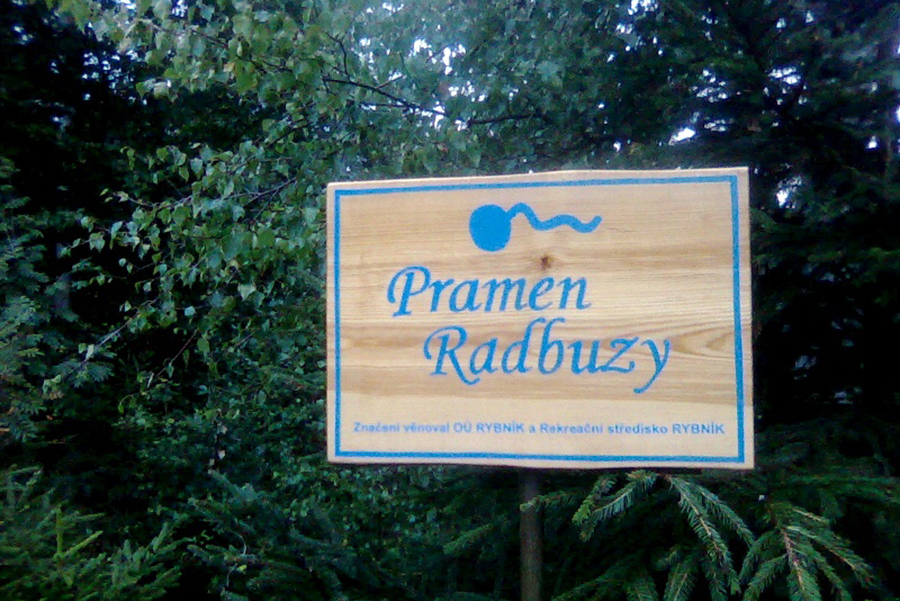 Pramen
Radbuzy
Značení věnoval OÚ RYBNÍK a Rekreační středisko RYBNÍK